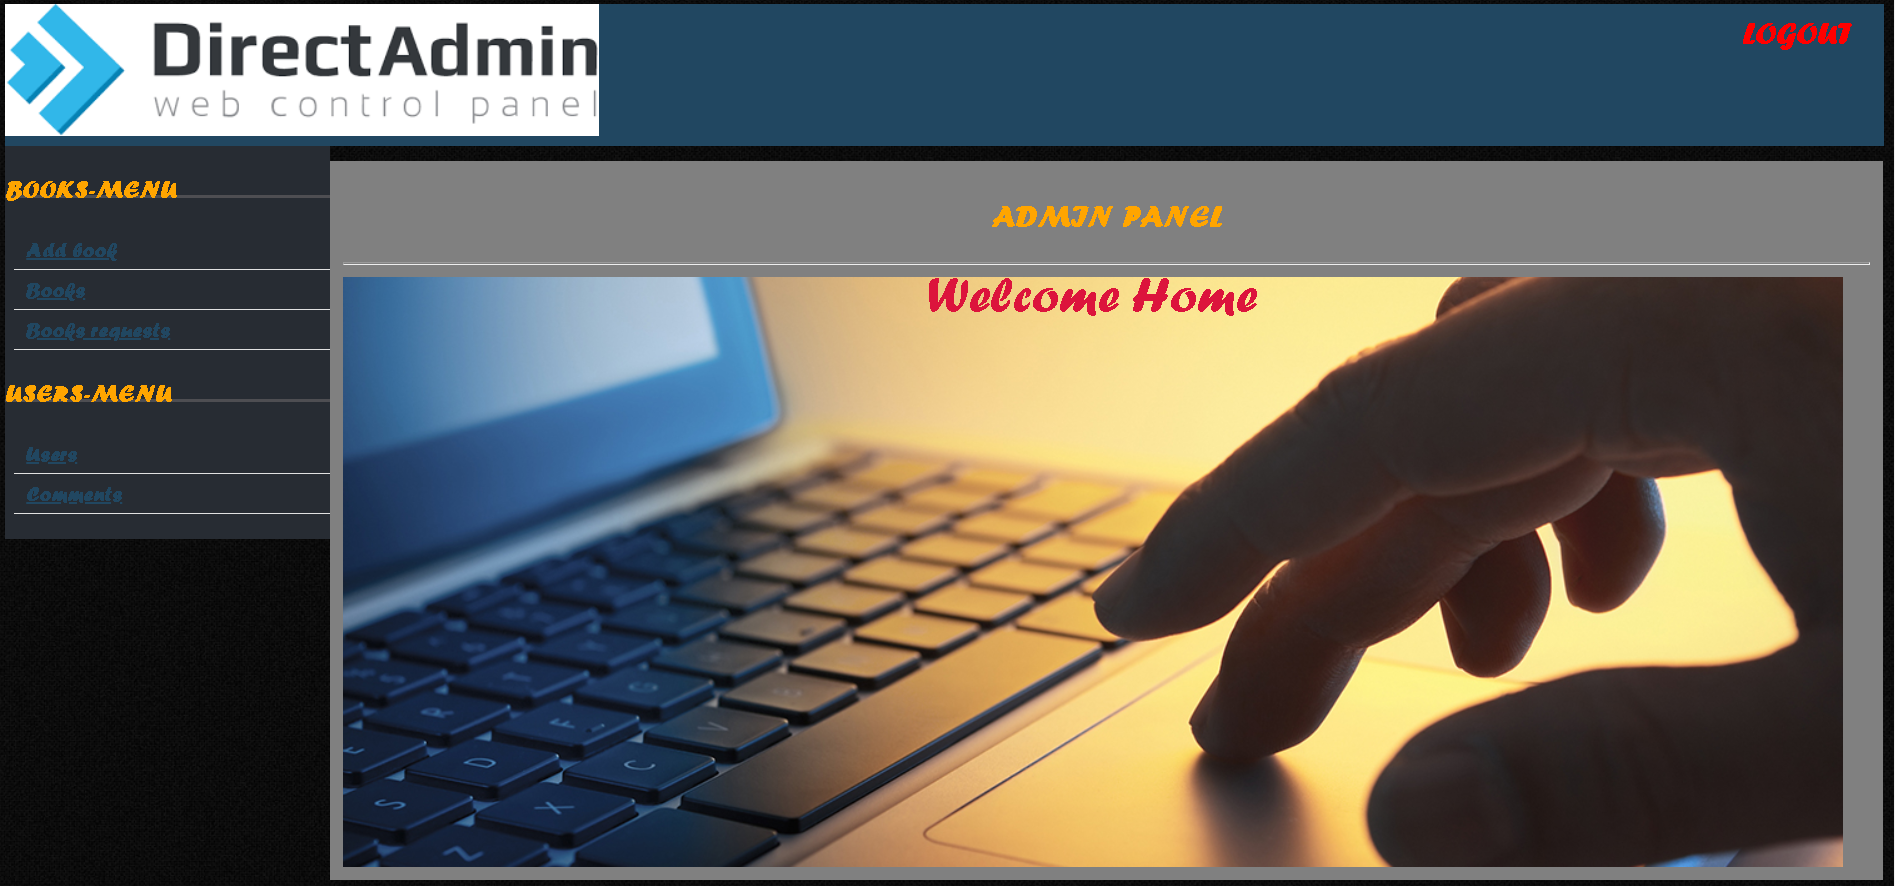 DirectAdmin
web control panel
LOGOUT
BOOKS-MENU
Add book
Books
Books requests
USERS-MENU
Users
Comments
ADMIN PANEL
Welcome Home
S
R
F
G
V
B
E
D
C
S
X
Z